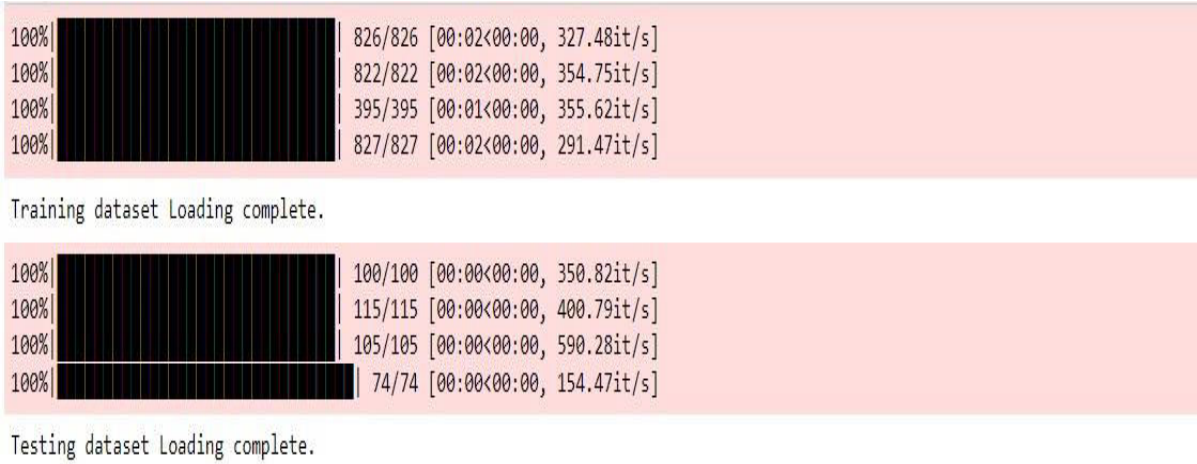 100%| | 826/826 [00:02<00:00, 327.48it/s]
100%| | 822/822 [00:02<00:00, 354.75it/s]
100%| | 395/395 [00:01<00:00, 355.62it/s]
100%| | 827/827 [00:02<00:00, 291.47it/s]
Training dataset Loading complete.
100%| | 100/100 [00:00<00:00, 350.82it/s]
100%| | 115/115 [00:00<00:00, 400.79it/s]
100%| | 105/105 [00:00<00:00, 590.28it/s]
100%| | 74/74 [00:00<00:00, 154.47it/s]
Testing dataset Loading complete.